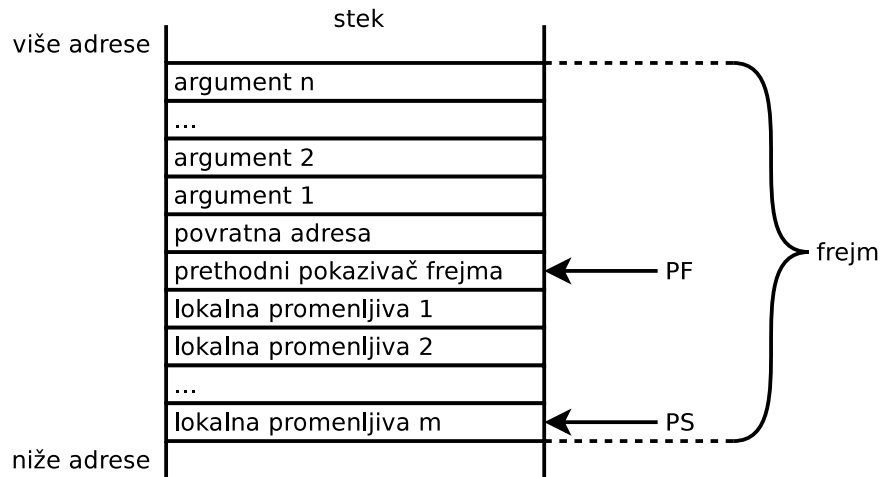 stek
više adrese
argument n
...
argument 2
argument 1
povratna adresa
prethodni pokazivač frejma
PF
frejm
lokalna promenljiva 1
lokalna promenljiva 2
...
lokalna promenljiva m
PS
niže adrese